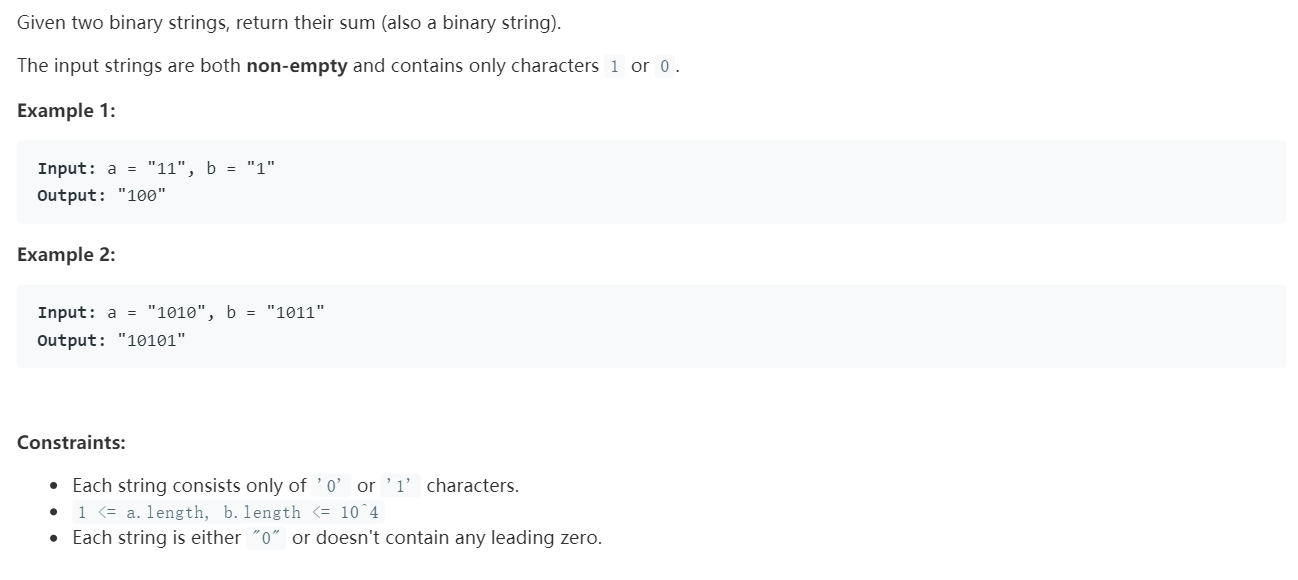 Given two binary strings, return their sum (also a binary string).
The input strings are both non-empty and contains only characters 1 or 0 .
Example 1:
Input: a = "11", b = "1"
Output: "100"
Example 2:
Input: a = "1010", b = "1011"
Output: "10101"
Constraints:
• Each string consists only of '0' or '1' characters.
• 1 <= a.length, b.length <= 10^4
• Each string is either "0" or doesn't contain any leading zero.